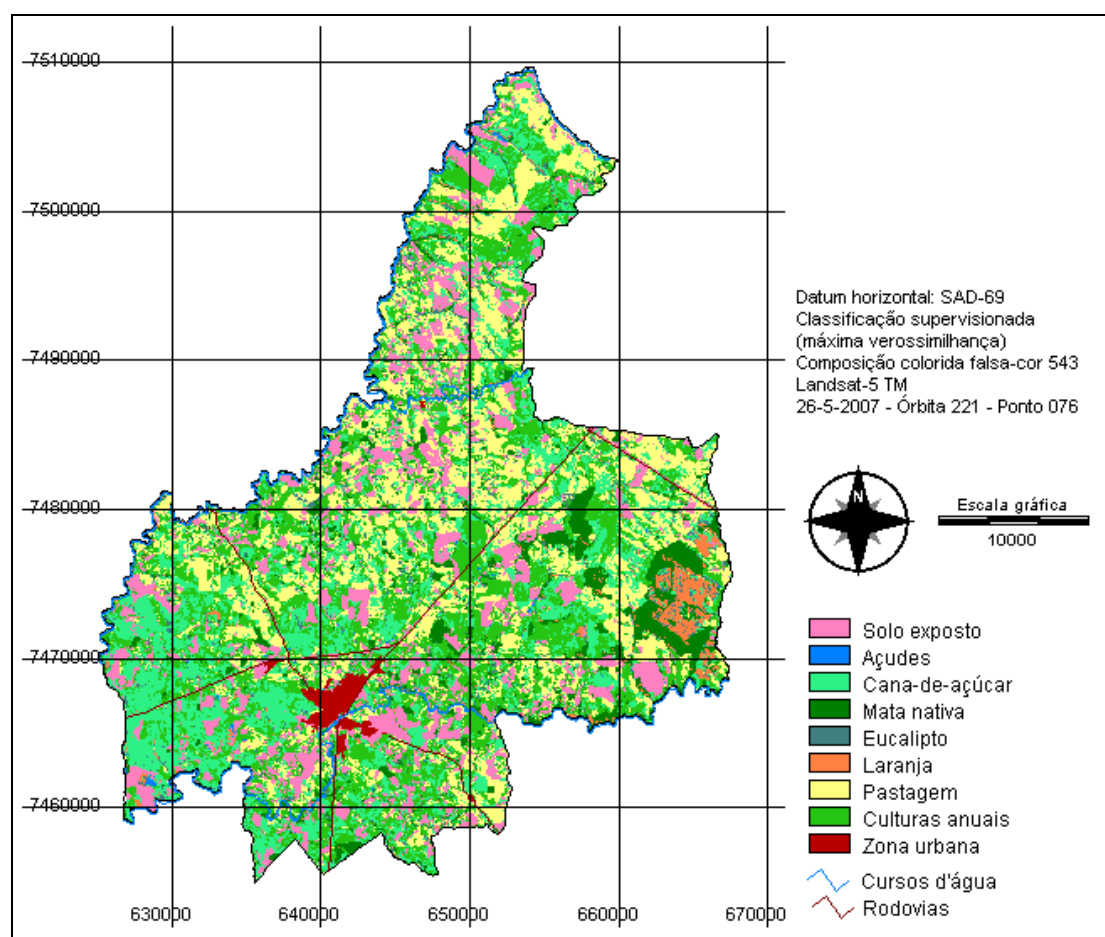 7510000
7500000
7490000
7480000
7470000
7460000
630000 640000 650000 660000 670000
Datum horizontal: SAD-69
Classificação supervisionada
(máxima verossimilhança)
Composição colorida falsa-cor 543
Landsat-5 TM
26-5-2007 - Órbita 221 - Ponto 076
N
Escala gráfica
10000
Solo exposto
Açudes
Cana-de-açúcar
Mata nativa
Eucalipto
Laranja
Pastagem
Culturas anuais
Zona urbana
Cursos d'água
Rodovias